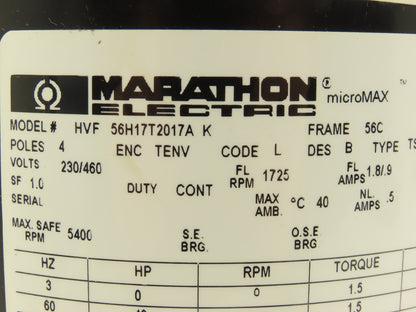 MARATHON
ELECTRIC
microMAX™
MODEL # HVF 56H17T2017A K FRAME 56C
POLES 4 ENC TENV CODE L DES B TYPE TS
VOLTS 230/460 FL RPM 1725 FL AMPS 1.8/.9
SF 1.0 DUTY CONT MAX AMB. °C 40 NL. AMPS .5
SERIAL
MAX. SAFE RPM 5400 S.E. BRG. O.S.E BRG.
HZ HP RPM TORQUE
3 0 0 1.5
60 1.5